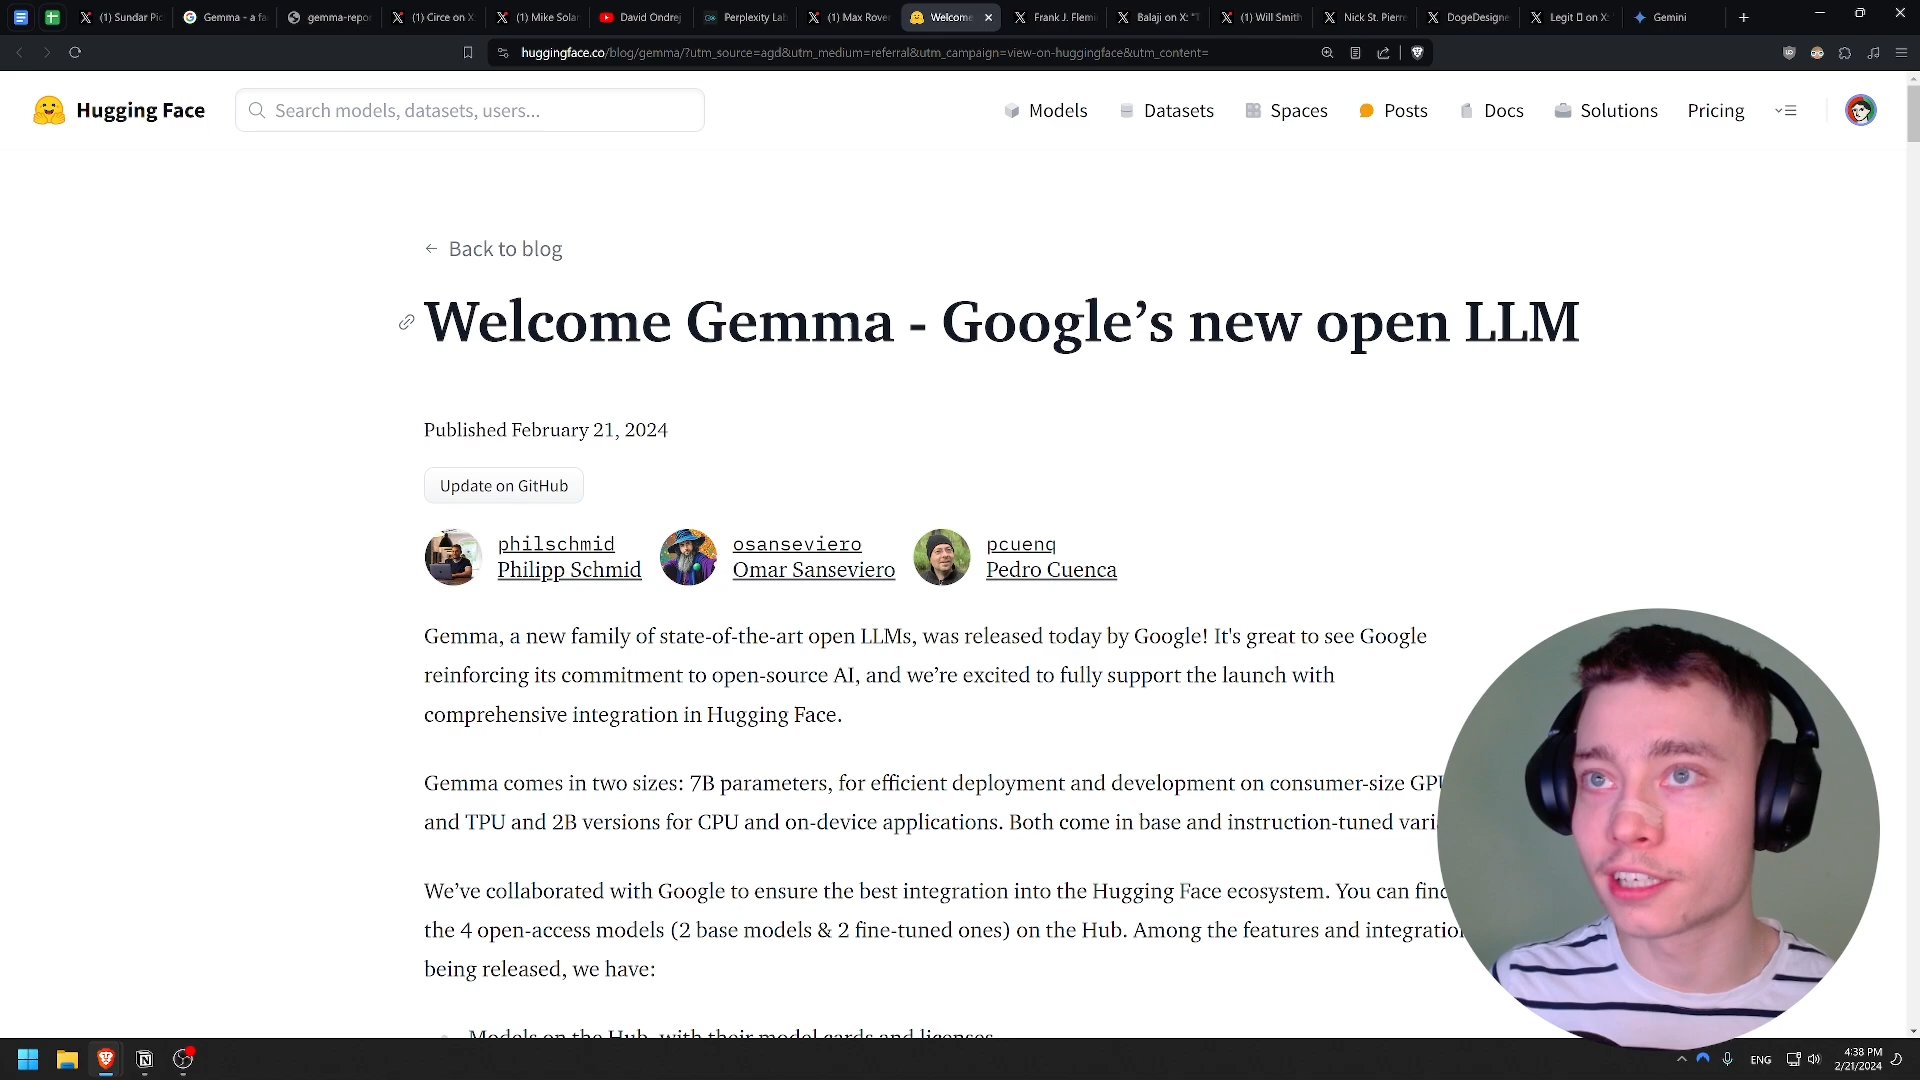 (1) Sundar Pic
Gemma - a fa
gemma-repo
(1) Circe on X
(1) Mike Solan
David Ondrej
Perplexity Lab
(1) Max Rover
Welcome
Frank J. Flemi
Balaji on X: "T
(1) Will Smith
Nick St. Pierre
DogeDesigne
Legit
on X:
Gemini
huggingface.co/blog/gemma/?utm_source=agd&utm_medium=referral&utm_campaign=view-on-huggingface&utm_content=
Hugging Face
Search models, datasets, users...
Models
Datasets
Spaces
Posts
Docs
Solutions
Pricing
← Back to blog
Welcome Gemma - Google’s new open LLM
Published February 21, 2024
Update on GitHub
philschmid
Philipp Schmid
osanseviero
Omar Sanseviero
pcuenq
Pedro Cuenca
Gemma, a new family of state-of-the-art open LLMs, was released today by Google! It's great to see Google
reinforcing its commitment to open-source AI, and we’re excited to fully support the launch with
comprehensive integration in Hugging Face.
Gemma comes in two sizes: 7B parameters, for efficient deployment and development on consumer-size GPU
and TPU and 2B versions for CPU and on-device applications. Both come in base and instruction-tuned vari
We’ve collaborated with Google to ensure the best integration into the Hugging Face ecosystem. You can find
the 4 open-access models (2 base models & 2 fine-tuned ones) on the Hub. Among the features and integration
being released, we have:
Models on the Hub, with their model cards and licenses
ENG
4:38 PM
2/21/2024